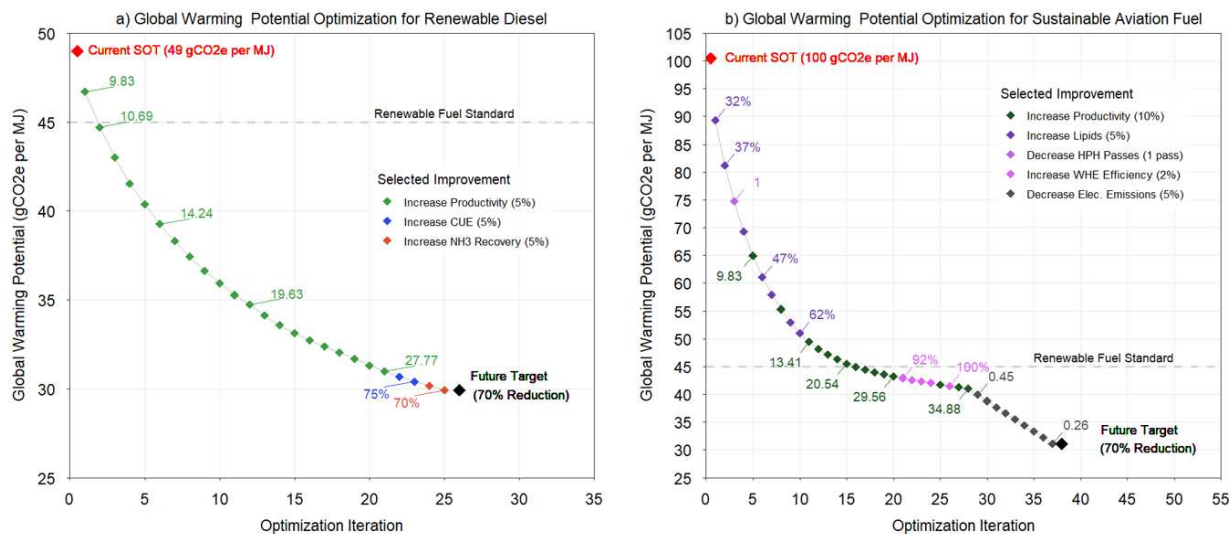 a) Global Warming Potential Optimization for Renewable Diesel
Global Warming Potential (gCO2e per MJ)
50
45
40
35
30
25
Current SOT (49 gCO2e per MJ)
9.83
10.69
Renewable Fuel Standard
14.24
Selected Improvement
Increase Productivity (5%)
Increase CUE (5%)
Increase NH3 Recovery (5%)
19.63
27.77
75%
70%
Future Target
(70% Reduction)
0 5 10 15 20 25 30 35
Optimization Iteration
b) Global Warming Potential Optimization for Sustainable Aviation Fuel
Global Warming Potential (gCO2e per MJ)
105
100
95
90
85
80
75
70
65
60
55
50
45
40
35
30
25
Current SOT (100 gCO2e per MJ)
32%
37%
1
9.83
47%
62%
Selected Improvement
Increase Productivity (10%)
Increase Lipids (5%)
Decrease HPH Passes (1 pass)
Increase WHE Efficiency (2%)
Decrease Elec. Emissions (5%)
13.41
Renewable Fuel Standard
20.54
92%
29.56
100%
34.88
0.45
0.26
Future Target
(70% Reduction)
0 5 10 15 20 25 30 35 40 45 50 55
Optimization Iteration